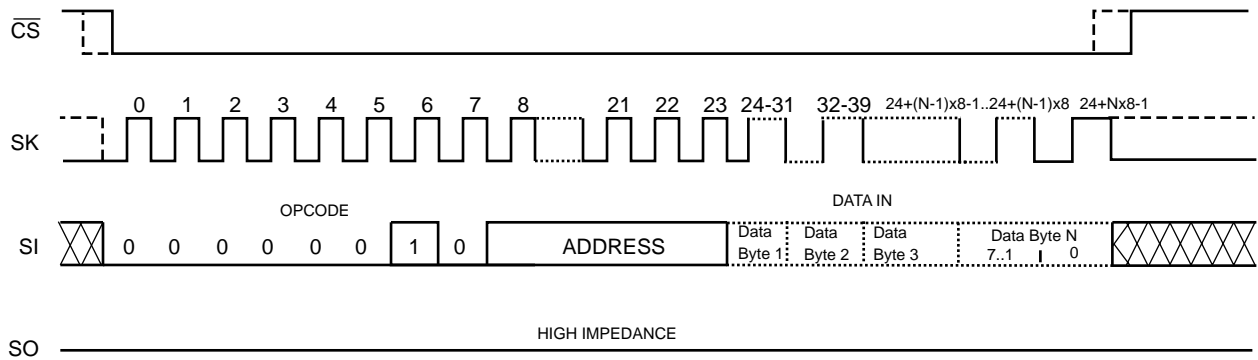 CS
0 1 2 3 4 5 6 7 8 21 22 23 24-31 32-39 24+(N-1)x8-1..24+(N-1)x8 24+Nx8-1
SK
OPCODE
DATA IN
SI
0 0 0 0 0 0 1 0 ADDRESS
Data
Byte 1
Data
Byte 2
Data
Byte 3
Data Byte N
7..1 0
HIGH IMPEDANCE
SO